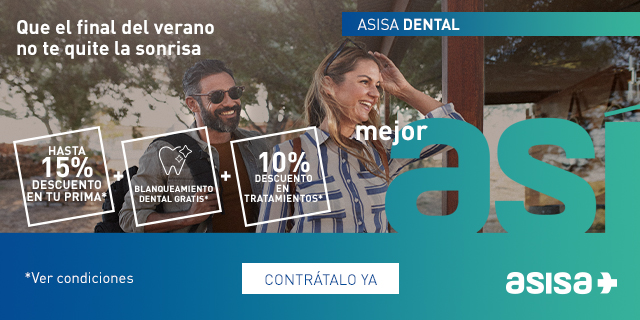 Que el final del verano
no te quite la sonrisa
ASISA DENTAL
HASTA
15%
DESCUENTO
EN TU PRIMA*
+
BLANQUEAMIENTO
DENTAL GRATIS*
+
10%
DESCUENTO
EN
TRATAMIENTOS*
mejor
así
*Ver condiciones
CONTRÁTALO YA
asisa